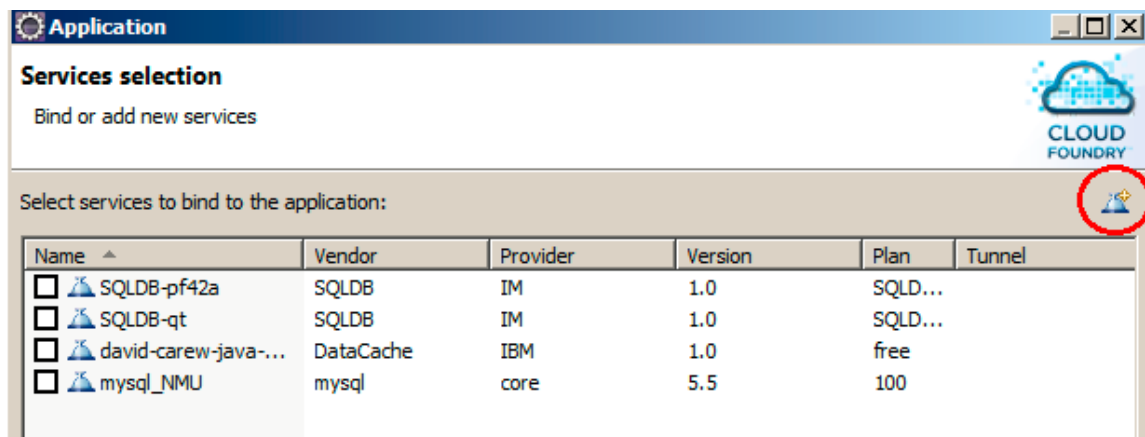 Application
Services selection
Bind or add new services
CLOUD
FOUNDRY
Select services to bind to the application:
Name Vendor Provider Version Plan Tunnel
SQLDB-pf42a SQLDB IM 1.0 SQLD...
SQLDB-qt SQLDB IM 1.0 SQLD...
david-carew-java-... DataCache IBM 1.0 free
mysql_NMU mysql core 5.5 100